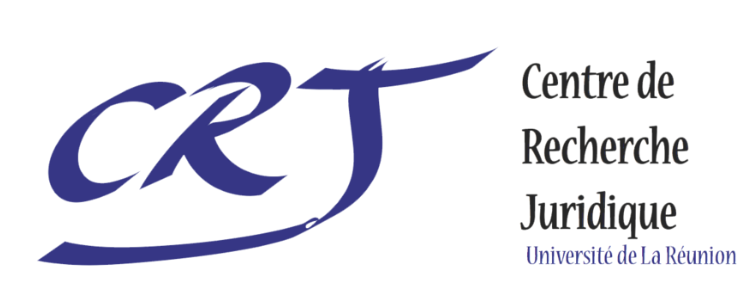 CRJ
Centre de
Recherche
Juridique
Université de La Réunion